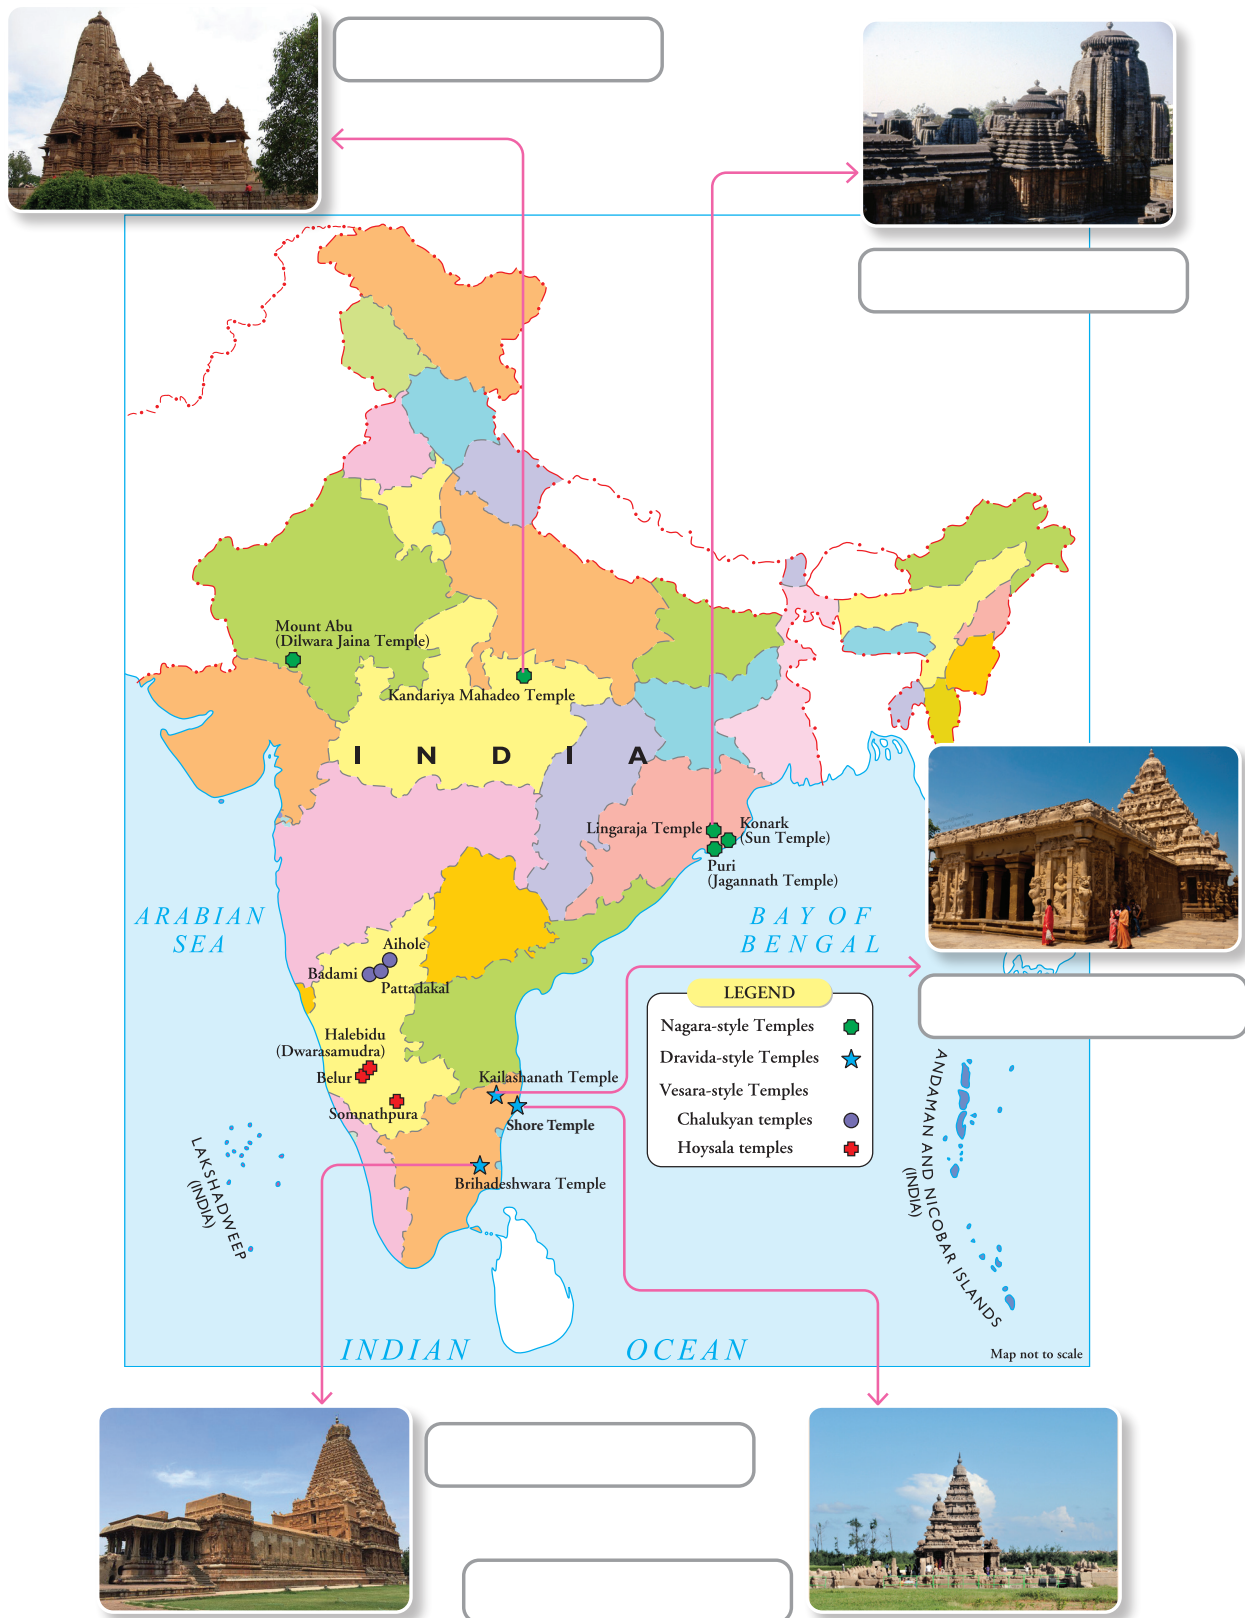 Mount Abu
(Dilwara Jaina Temple)
Kandariya Mahadeo Temple
INDIA
Lingaraja Temple
Konark
(Sun Temple)
Puri
(Jagannath Temple)
ARABIAN
SEA
BAY OF
BENGAL
Aihole
Badami
Pattadakal
LEGEND
Nagara-style Temples
Dravida-style Temples
Vesara-style Temples
Chalukyan temples
Hoysala temples
Halebidu
(Dwarasamudra)
Belur
Somnathpura
Kailashanath Temple
Shore Temple
Brihadeshwara Temple
LAKSHADWEEP
(INDIA)
ANDAMAN AND NICOBAR ISLANDS
(INDIA)
INDIAN OCEAN
Map not to scale